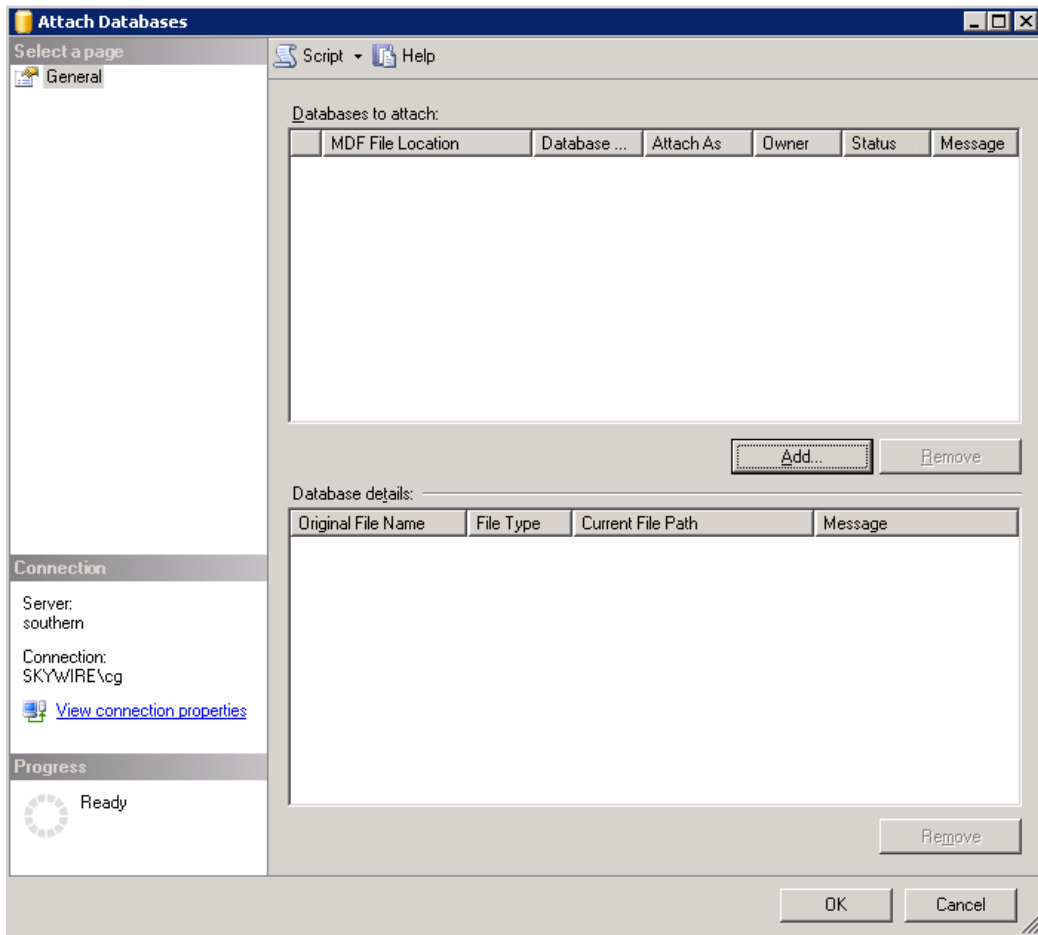 Attach Databases
Select a page
General
Script Help
Databases to attach:
MDF File Location Database ... Attach As Owner Status Message
Add... Remove
Database details:
Original File Name File Type Current File Path Message
Connection
Server:
southern
Connection:
SKYWIRE\cg
View connection properties
Progress
Ready
Remove
OK Cancel